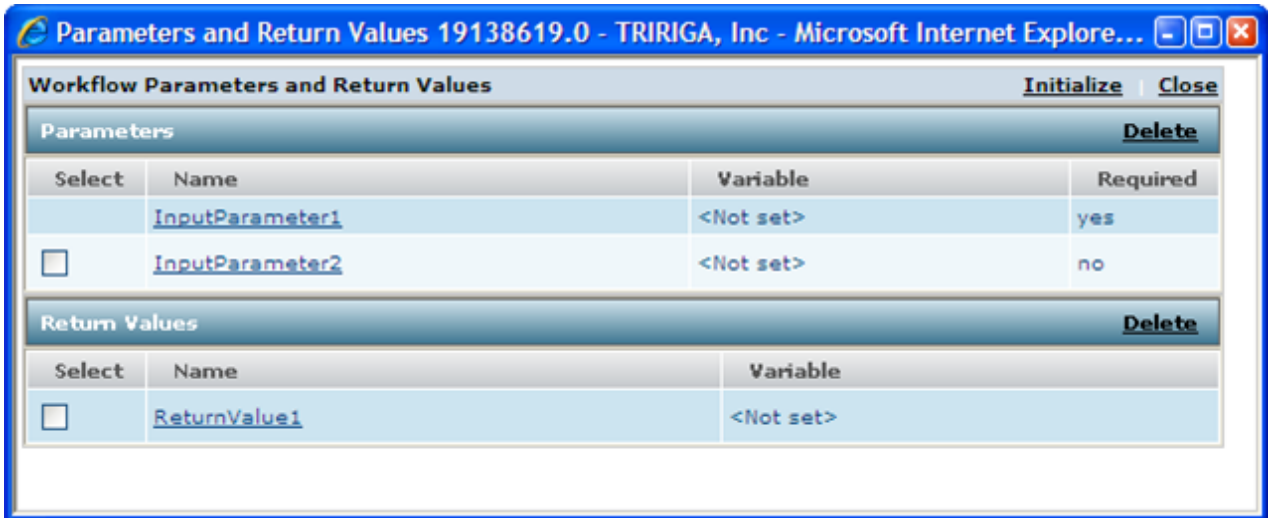 Parameters and Return Values 19138619.0 - TRIRIGA, Inc - Microsoft Internet Explore...
Workflow Parameters and Return Values Initialize | Close
Parameters Delete
Select Name Variable Required
InputParameter1 <Not set> yes
InputParameter2 <Not set> no
Return Values Delete
Select Name Variable
ReturnValue1 <Not set>